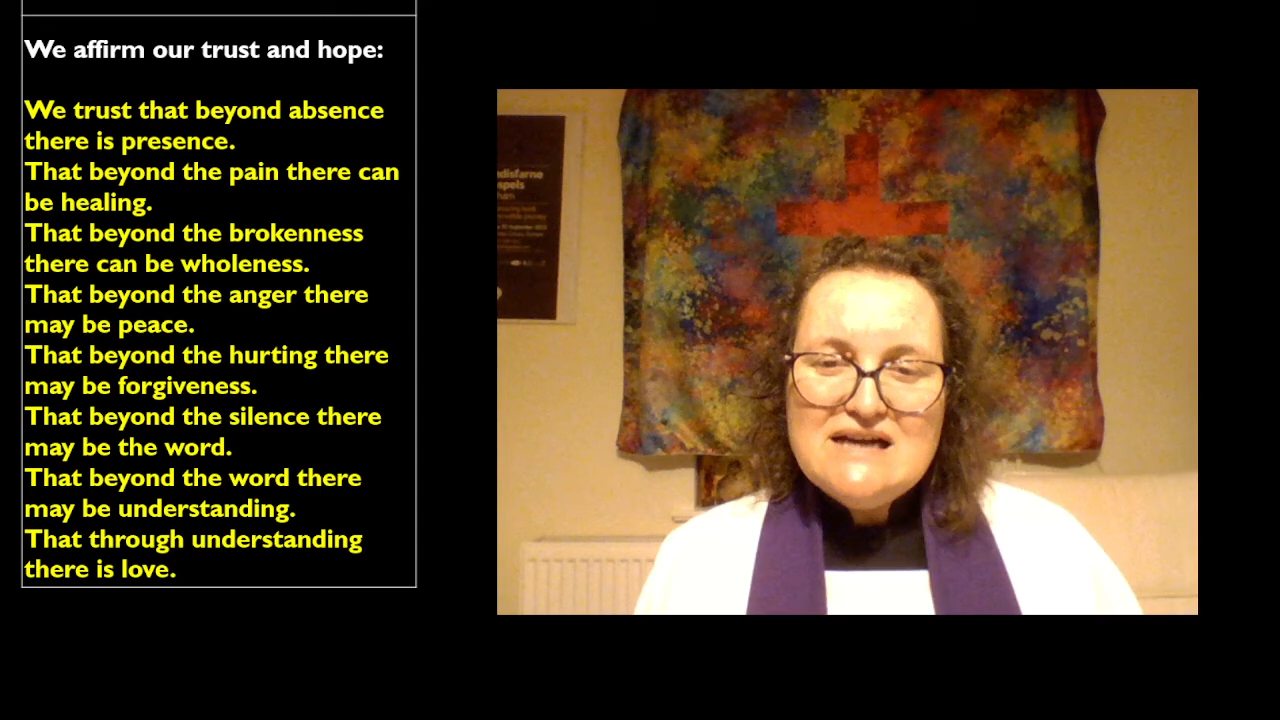 We affirm our trust and hope:
We trust that beyond absence
there is presence.
That beyond the pain there can
be healing.
That beyond the brokenness
there can be wholeness.
That beyond the anger there
may be peace.
That beyond the hurting there
may be forgiveness.
That beyond the silence there
may be the word.
That beyond the word there
may be understanding.
That through understanding
there is love.